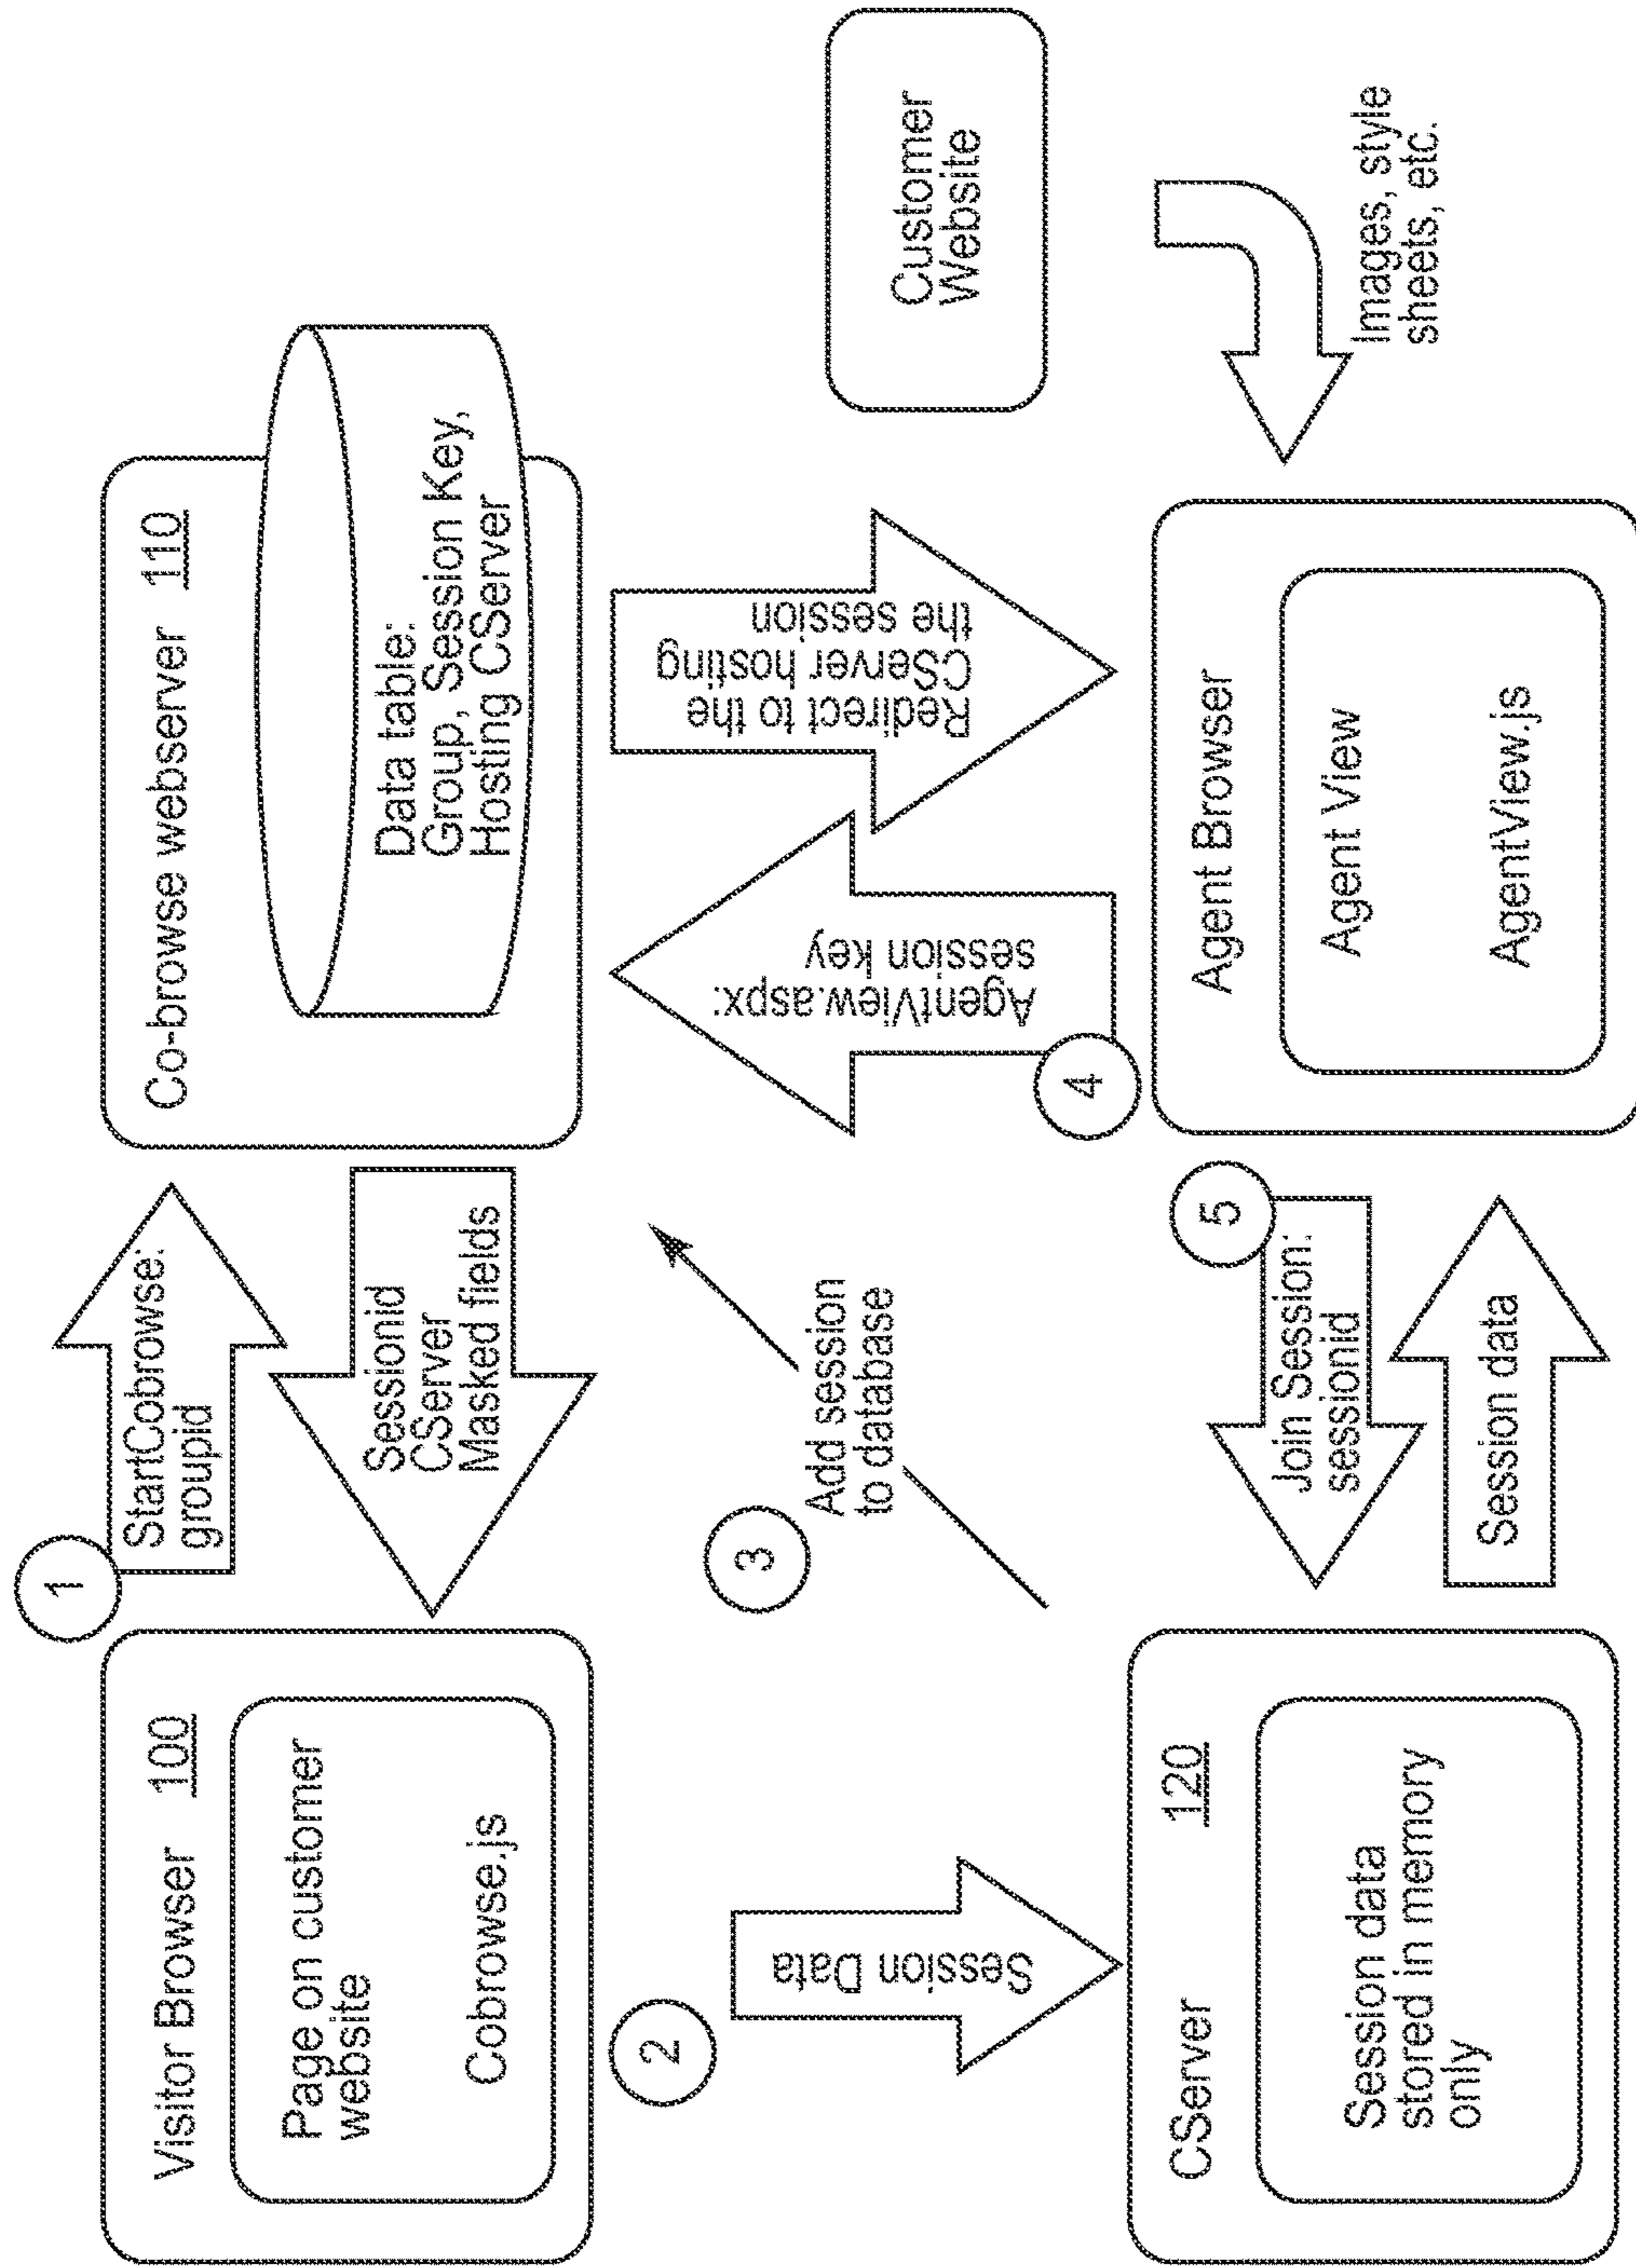 Visitor Browser 100
Page on customer
website
Cobrowse.js
1
StartCobrowse:
groupid
Sessionid
CServer
Masked fields
Co-browse webserver 110
Data table:
Group, Session Key,
Hosting CServer
2
Session Data
3
Add session
to database
AgentView.aspx:
session key
4
Redirect to the
CServer hosting
the session
Customer
Website
CServer 120
Session data
stored in memory
only
5
Join Session:
sessionid
Session data
Agent Browser
Agent View
AgentView.js
Images, style
sheets, etc.